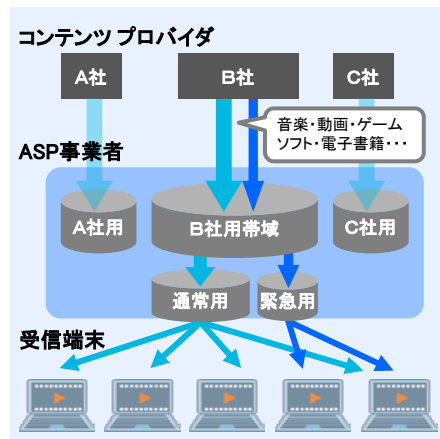 コンテンツ プロバイダ
A社
B社
C社
音楽・動画・ゲーム
ソフト・電子書籍・・・
ASP事業者
A社用
B社用帯域
C社用
通常用
緊急用
受信端末